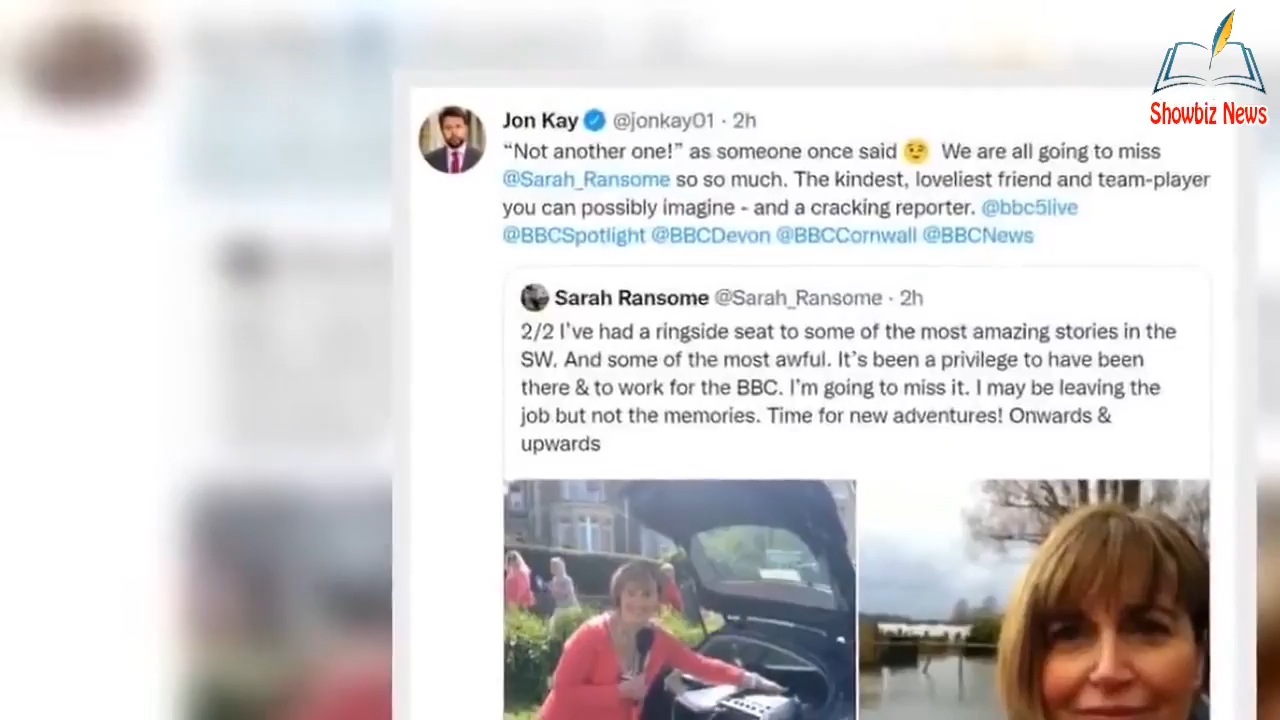 Showbiz News
Jon Kay @jonkay01 · 2h
“Not another one!” as someone once said 😉 We are all going to miss
@Sarah_Ransome so so much. The kindest, loveliest friend and team-player
you can possibly imagine - and a cracking reporter. @bbc5live
@BBCSpotlight @BBCDevon @BBCCornwall @BBCNews
Sarah Ransome @Sarah_Ransome · 2h
2/2 I’ve had a ringside seat to some of the most amazing stories in the
SW. And some of the most awful. It’s been a privilege to have been
there & to work for the BBC. I’m going to miss it. I may be leaving the
job but not the memories. Time for new adventures! Onwards &
upwards